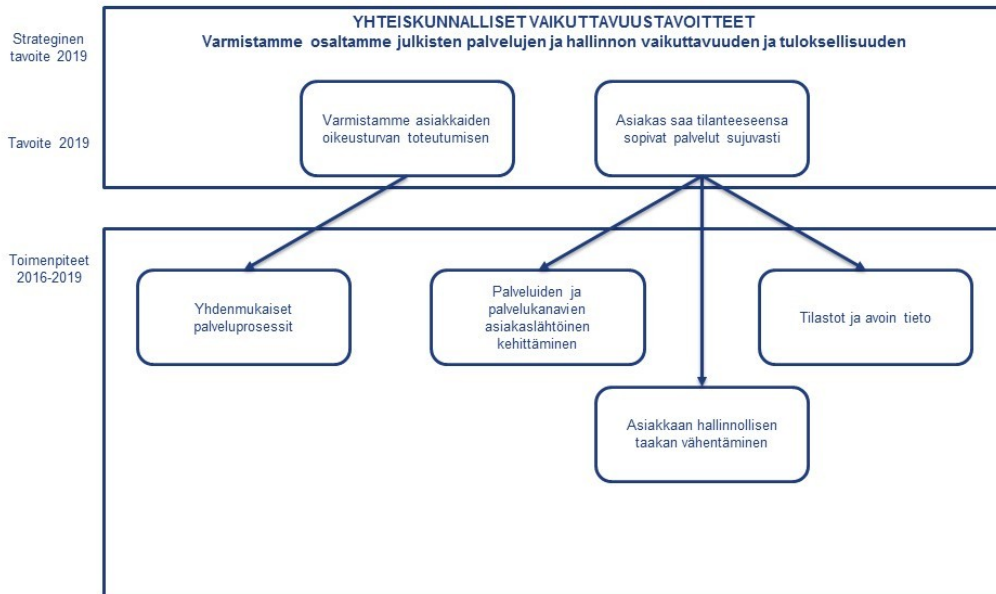 YHTEISKUNNALLISET VAIKUTTAVUUSTAVOITTEET
Strateginen
tavoite 2019
Varmistamme osaltamme julkisten palvelujen ja hallinnon vaikuttavuuden ja tuloksellisuuden
Tavoite 2019
Varmistamme asiakkaiden
oikeusturvan toteutumisen
Asiakas saa tilanteeseensa
sopivat palvelut sujuvasti
Toimenpiteet
2016-2019
Yhdenmukaiset
palveluprosessit
Palveluiden ja
palvelukanavien
asiakaslähtöinen
kehittäminen
Tilastot ja avoin tieto
Asiakkaan hallinnollisen
taakan vähentäminen